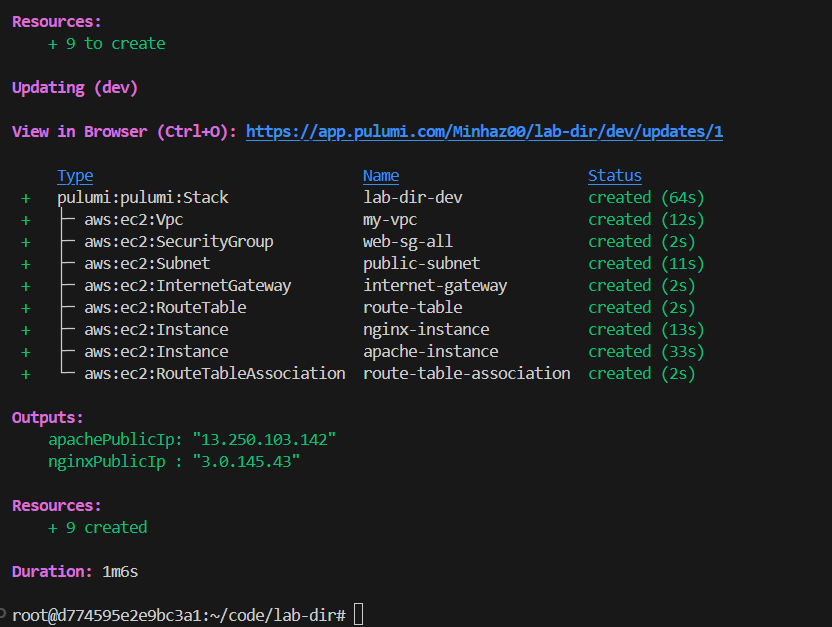 Resources:
+ 9 to create
Updating (dev)
View in Browser (Ctrl+O): https://app.pulumi.com/Minhaz00/lab-dir/dev/updates/1
Type Name Status
+ pulumi:pulumi:Stack lab-dir-dev created (64s)
+ ├─ aws:ec2:Vpc my-vpc created (12s)
+ ├─ aws:ec2:SecurityGroup web-sg-all created (2s)
+ ├─ aws:ec2:Subnet public-subnet created (11s)
+ ├─ aws:ec2:InternetGateway internet-gateway created (2s)
+ ├─ aws:ec2:RouteTable route-table created (2s)
+ ├─ aws:ec2:Instance nginx-instance created (13s)
+ ├─ aws:ec2:Instance apache-instance created (33s)
+ └─ aws:ec2:RouteTableAssociation route-table-association created (2s)
Outputs:
apachePublicIp: "13.250.103.142"
nginxPublicIp : "3.0.145.43"
Resources:
+ 9 created
Duration: 1m6s
root@d774595e2e9bc3a1:~/code/lab-dir#